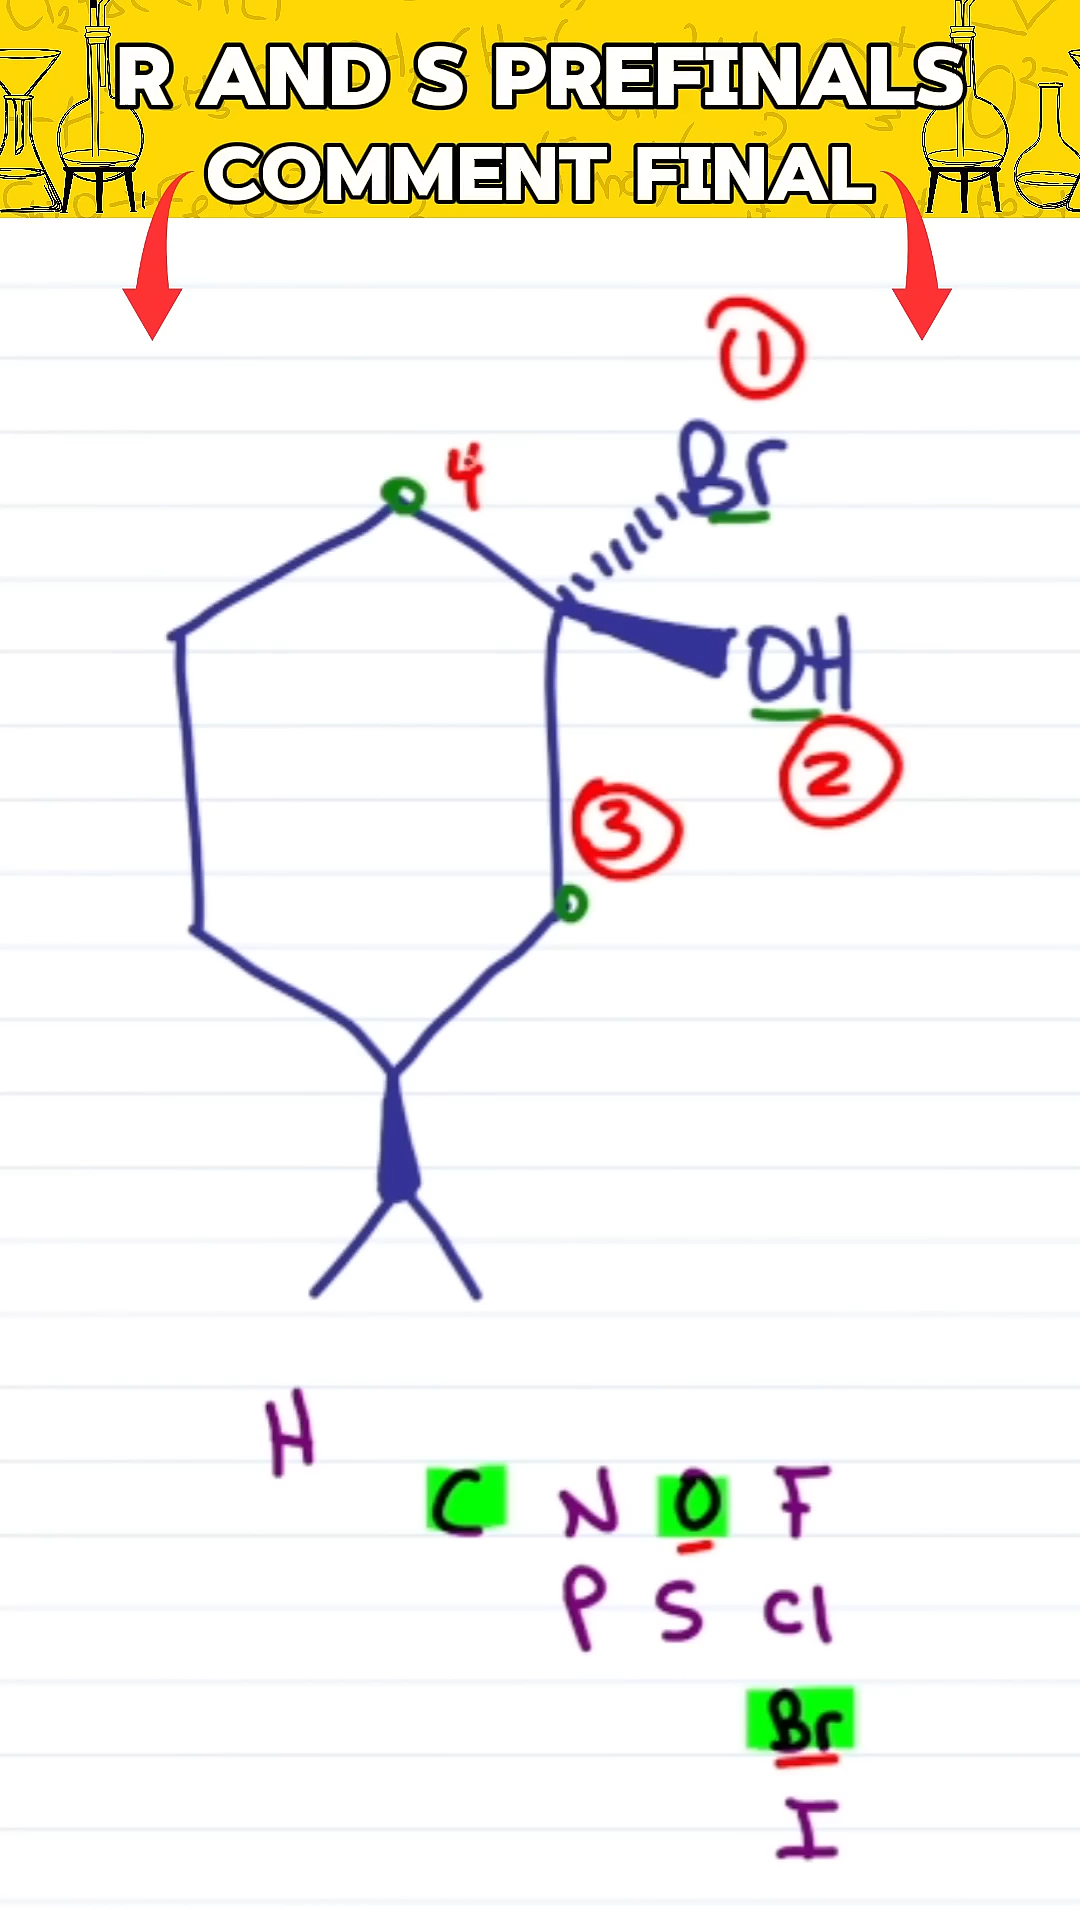 R AND S PREFINALS
COMMENT FINAL
1
4
Br
OH
2
3
H
C N O F
P S Cl
Br
I